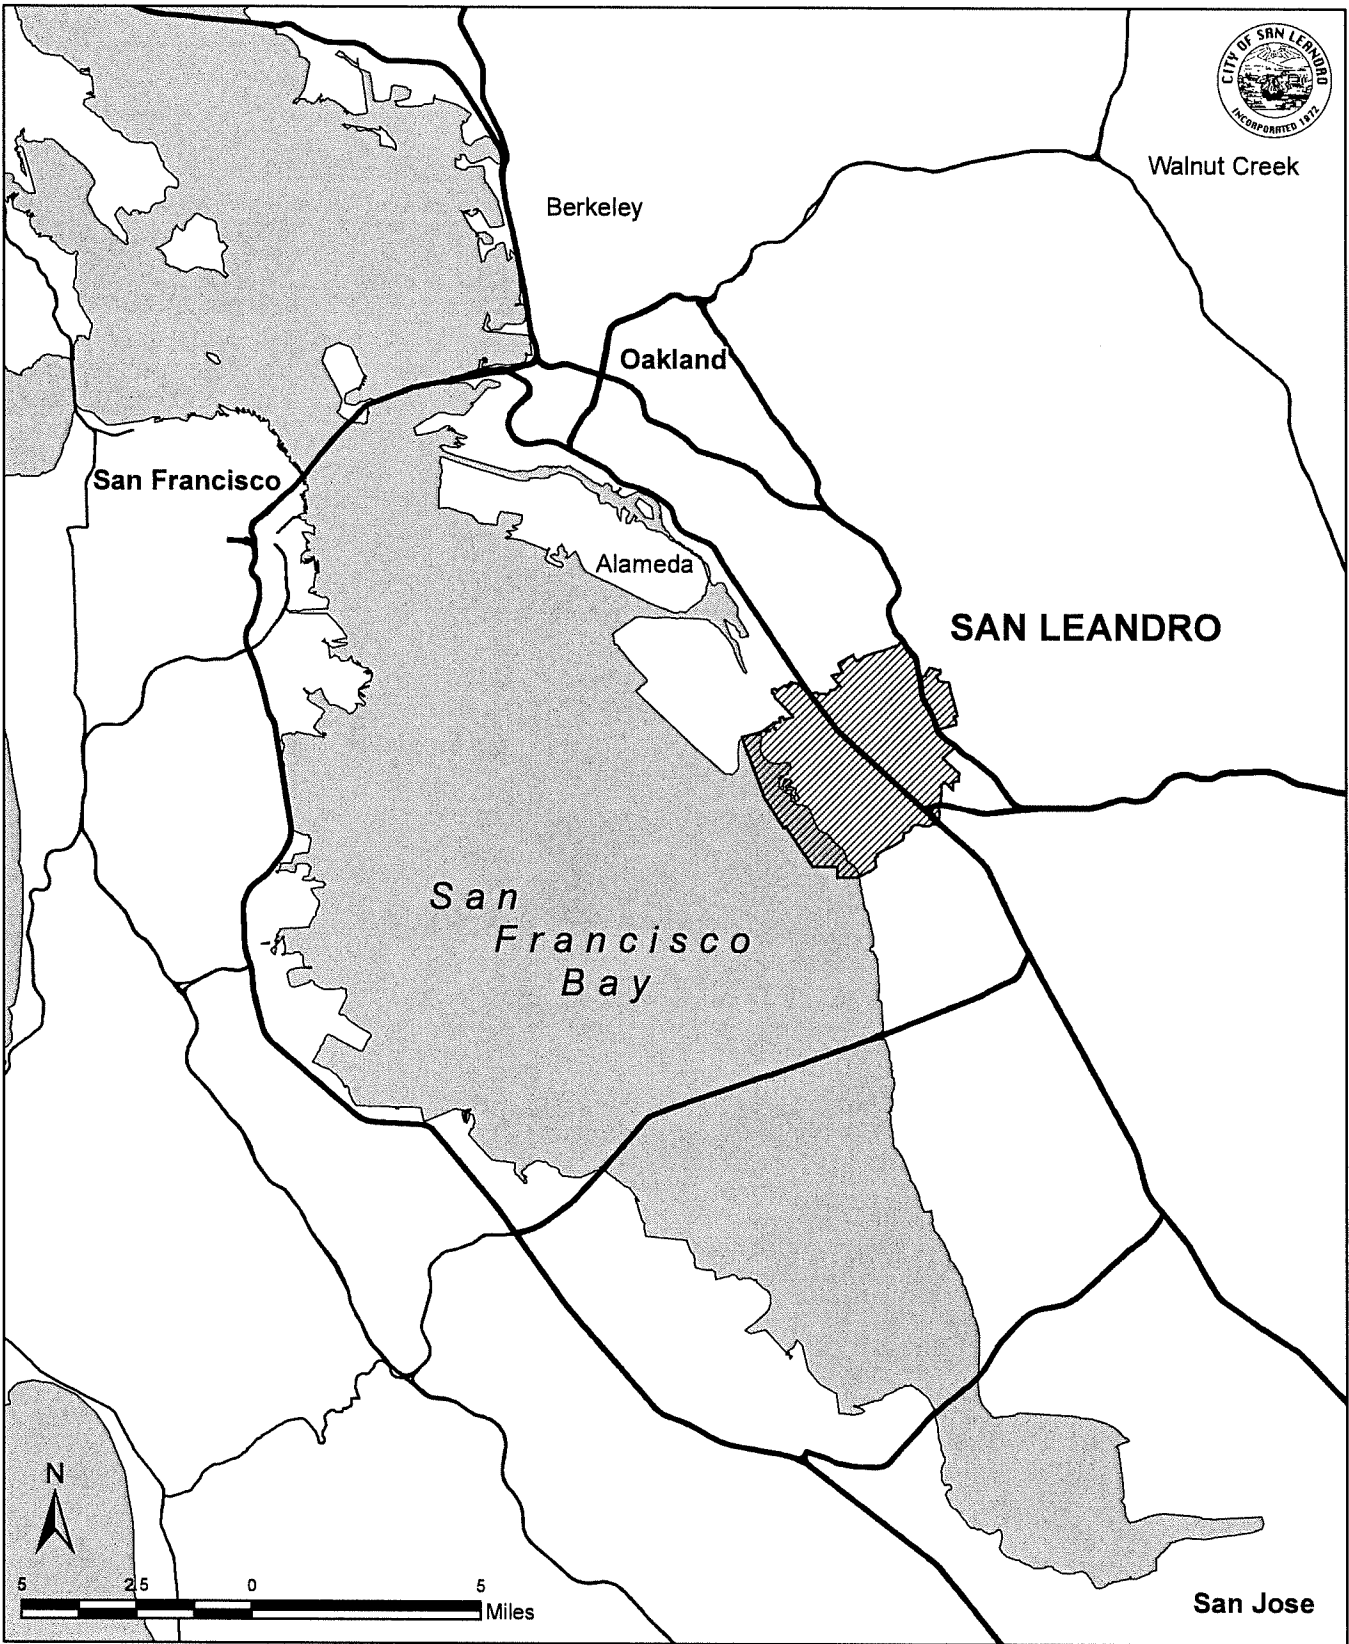 CITY OF SAN LEANDRO
INCORPORATED 1872
Walnut Creek
Berkeley
Oakland
San Francisco
Alameda
SAN LEANDRO
San
Francisco
Bay
N
5 2.5 0 5
Miles
San Jose